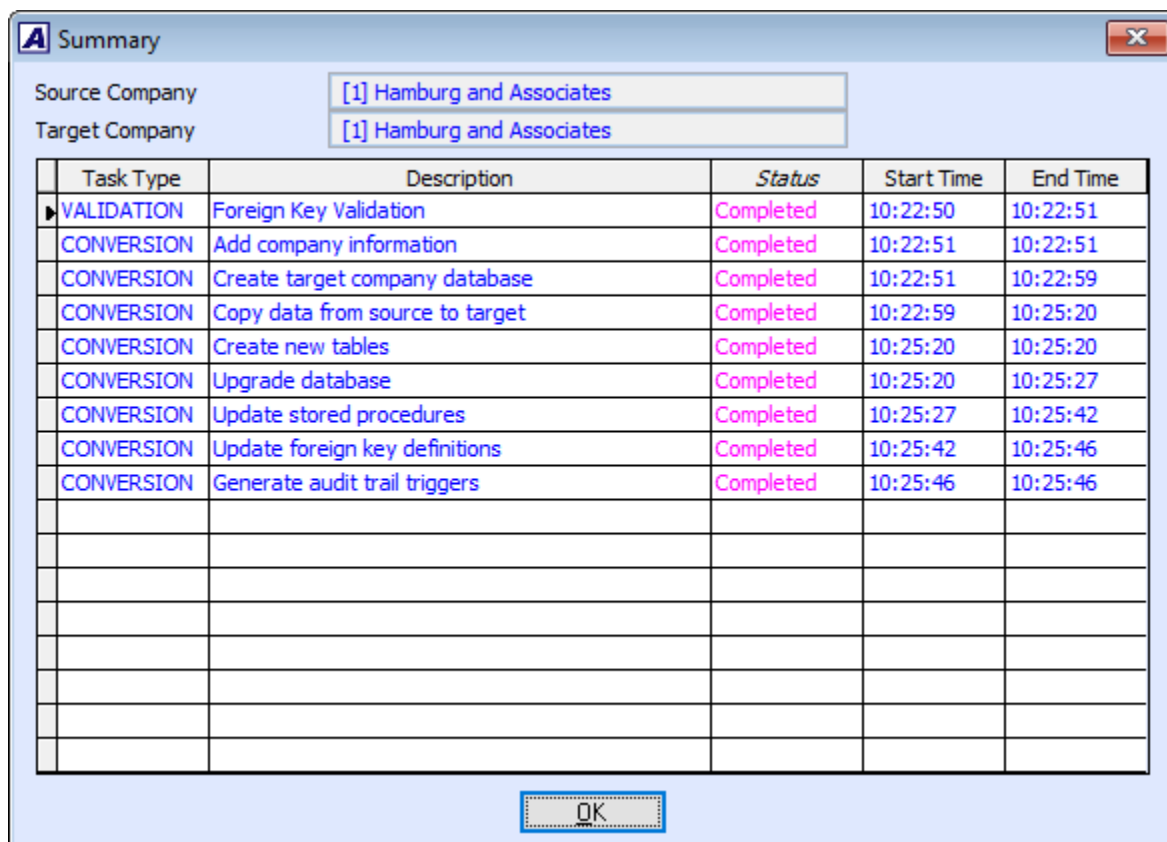 A Summary
Source Company [1] Hamburg and Associates
Target Company [1] Hamburg and Associates
Task Type Description Status Start Time End Time
VALIDATION Foreign Key Validation Completed 10:22:50 10:22:51
CONVERSION Add company information Completed 10:22:51 10:22:51
CONVERSION Create target company database Completed 10:22:51 10:22:59
CONVERSION Copy data from source to target Completed 10:22:59 10:25:20
CONVERSION Create new tables Completed 10:25:20 10:25:20
CONVERSION Upgrade database Completed 10:25:20 10:25:27
CONVERSION Update stored procedures Completed 10:25:27 10:25:42
CONVERSION Update foreign key definitions Completed 10:25:42 10:25:46
CONVERSION Generate audit trail triggers Completed 10:25:46 10:25:46
OK